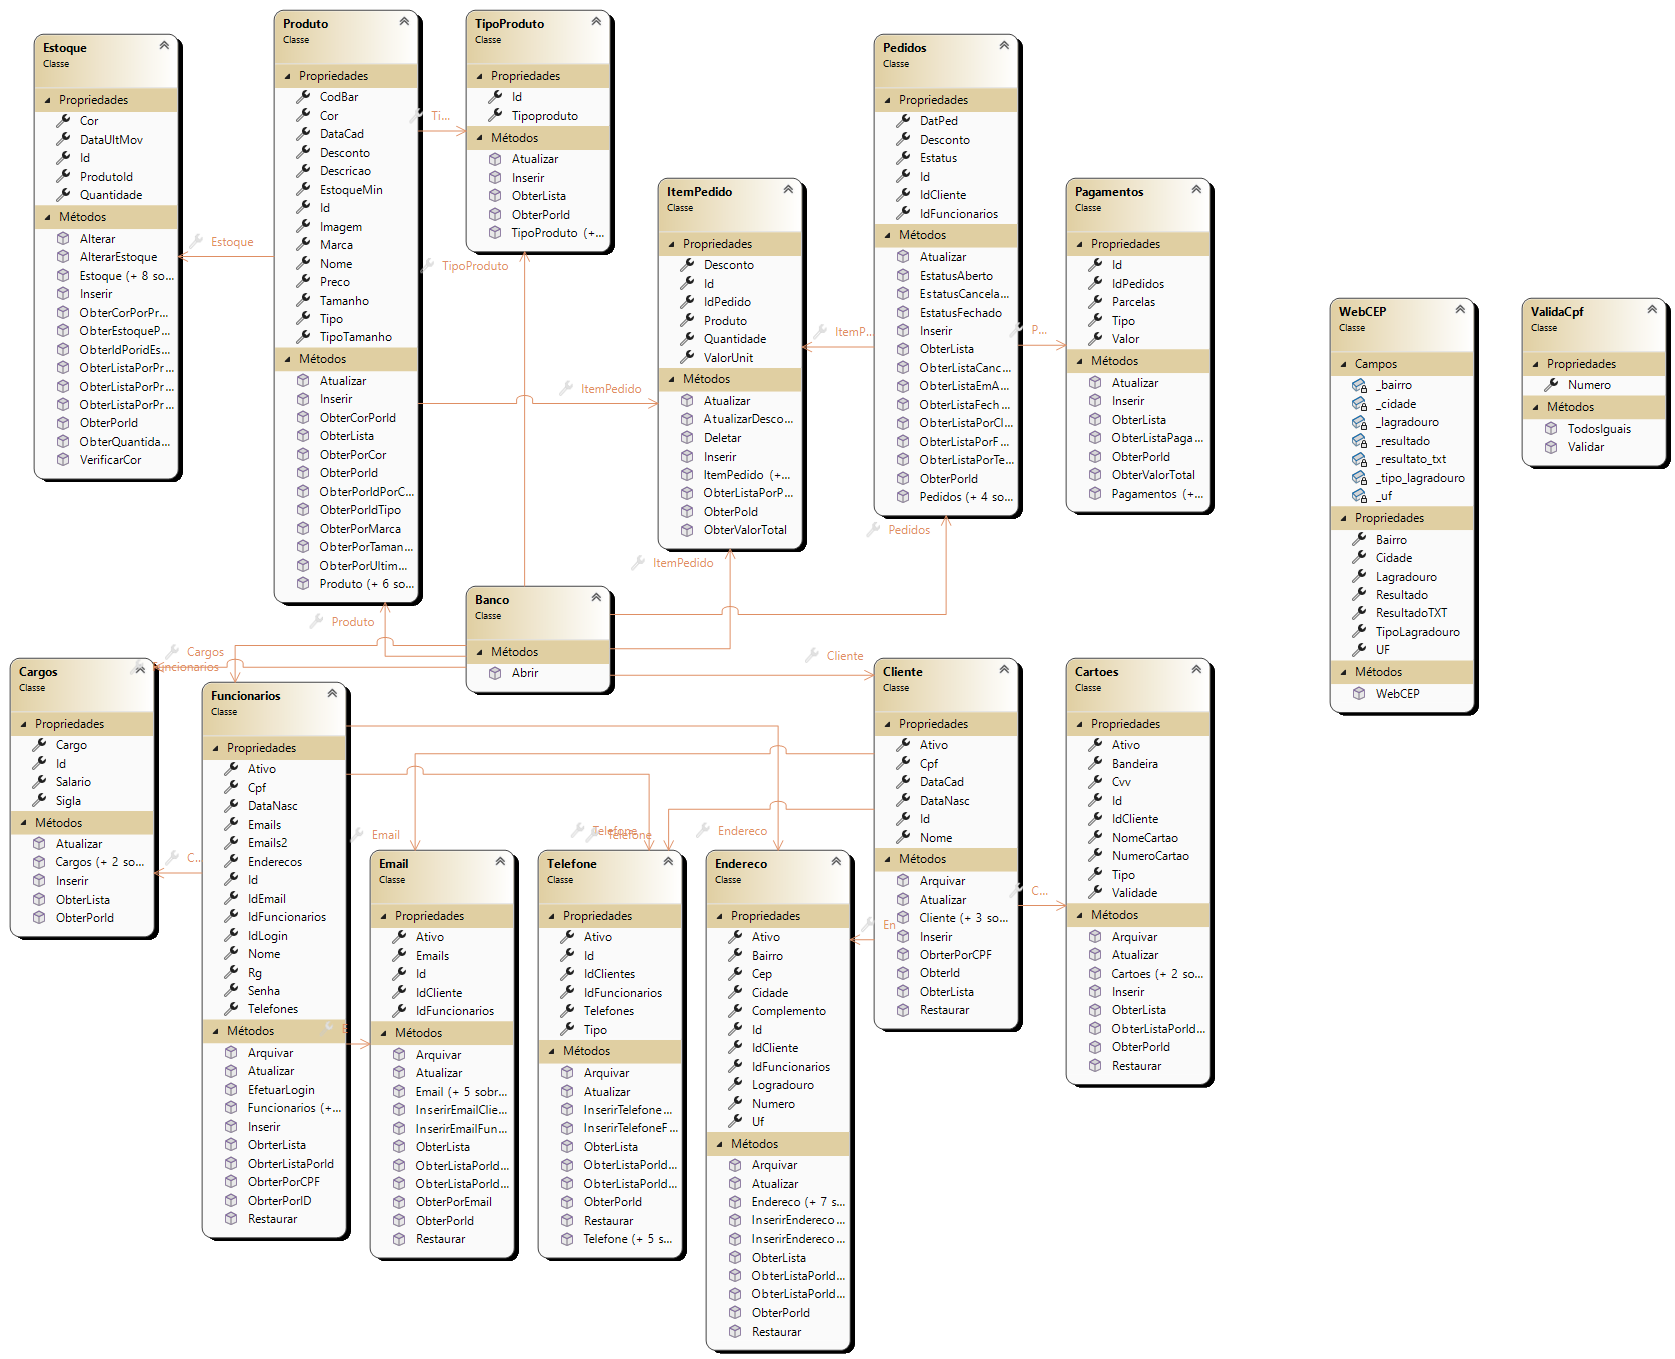 Estoque
Classe
Propriedades
Cor
DataUltMov
Id
ProdutoId
Quantidade
Métodos
Alterar
AlterarEstoque
Estoque (+ 8 so...
Inserir
ObterCorPorPr...
ObterEstoqueP...
ObterIdPoridEs...
ObterListaPorPr...
ObterListaPorPr...
ObterListaPorPr...
ObterPorId
ObterQuantida...
VerificarCor
Estoque
Produto
Classe
Propriedades
CodBar
Cor
DataCad
Desconto
Descricao
EstoqueMin
Id
Imagem
Marca
Nome
Preco
Tamanho
Tipo
TipoTamanho
Métodos
Atualizar
Inserir
ObterCorPorId
ObterLista
ObterPorCor
ObterPorId
ObterPorIdPorC...
ObterPorIdTipo
ObterPorMarca
ObterPorTaman...
ObterPorUltim...
Produto (+ 6 so...
Ti...
TipoProduto
Classe
Propriedades
Id
Tipoproduto
Métodos
Atualizar
Inserir
ObterLista
ObterPorId
TipoProduto (+...
TipoProduto
ItemPedido
ItemPedido
Classe
Propriedades
Desconto
Id
IdPedido
Produto
Quantidade
ValorUnit
Métodos
Atualizar
AtualizarDesco...
Deletar
Inserir
ItemPedido (+...
ObterListaPorP...
ObterPoId
ObterValorTotal
ItemPedido
ItemP...
Pedidos
Classe
Propriedades
DatPed
Desconto
Estatus
Id
IdCliente
IdFuncionarios
Métodos
Atualizar
EstatusAberto
EstatusCancela...
EstatusFechado
Inserir
ObterLista
ObterListaCanc...
ObterListaEmA...
ObterListaFech...
ObterListaPorCl...
ObterListaPorF...
ObterListaPorTe...
ObterPorId
Pedidos (+ 4 so...
Pedidos
P...
Pagamentos
Classe
Propriedades
Id
IdPedidos
Parcelas
Tipo
Valor
Métodos
Atualizar
Inserir
ObterLista
ObterListaPaga...
ObterPorId
ObterValorTotal
Pagamentos (+...
WebCEP
Classe
Campos
_bairro
_cidade
_lagradouro
_resultado
_resultato_txt
_tipo_lagradouro
_uf
Propriedades
Bairro
Cidade
Lagradouro
Resultado
ResultadoTXT
TipoLagradouro
UF
Métodos
WebCEP
ValidaCpf
Classe
Propriedades
Numero
Métodos
TodosIguais
Validar
Banco
Classe
Métodos
Abrir
Produto
Cargos
Funcionarios
Cliente
Cargos
Classe
Propriedades
Cargo
Id
Salario
Sigla
Métodos
Atualizar
Cargos (+ 2 so...
Inserir
ObterLista
ObterPorId
C...
Funcionarios
Classe
Propriedades
Ativo
Cpf
DataNasc
Emails
Emails2
Enderecos
Id
IdEmail
IdFuncionarios
IdLogin
Nome
Rg
Senha
Telefones
Métodos
Arquivar
Atualizar
EfetuarLogin
Funcionarios (+...
Inserir
ObrterLista
ObrterListaPorId
ObrterPorCPF
ObrterPorID
Restaurar
E
Email
Email
Classe
Propriedades
Ativo
Emails
Id
IdCliente
IdFuncionarios
Métodos
Arquivar
Atualizar
Email (+ 5 sobr...
InserirEmailClie...
InserirEmailFun...
ObterLista
ObterListaPorId...
ObterListaPorId...
ObterPorEmail
ObterPorId
Restaurar
Telefone
Telefone
Telefone
Classe
Propriedades
Ativo
Id
IdClientes
IdFuncionarios
Telefones
Tipo
Métodos
Arquivar
Atualizar
InserirTelefone...
InserirTelefoneF...
ObterLista
ObterListaPorId...
ObterListaPorId...
ObterPorId
Restaurar
Telefone (+ 5 s...
Endereco
Endereco
Classe
Propriedades
Ativo
Bairro
Cep
Cidade
Complemento
Id
IdCliente
IdFuncionarios
Logradouro
Numero
Uf
Métodos
Arquivar
Atualizar
Endereco (+ 7 s...
InserirEndereco...
InserirEndereco...
ObterLista
ObterListaPorId...
ObterListaPorId...
ObterPorId
Restaurar
En
Cliente
Classe
Propriedades
Ativo
Cpf
DataCad
DataNasc
Id
Nome
Métodos
Arquivar
Atualizar
Cliente (+ 3 so...
Inserir
ObrterPorCPF
ObterId
ObterLista
Restaurar
C...
Cartoes
Classe
Propriedades
Ativo
Bandeira
Cvv
Id
IdCliente
NomeCartao
NumeroCartao
Tipo
Validade
Métodos
Arquivar
Atualizar
Cartoes (+ 2 so...
Inserir
ObterLista
ObterListaPorId...
ObterPorId
Restaurar